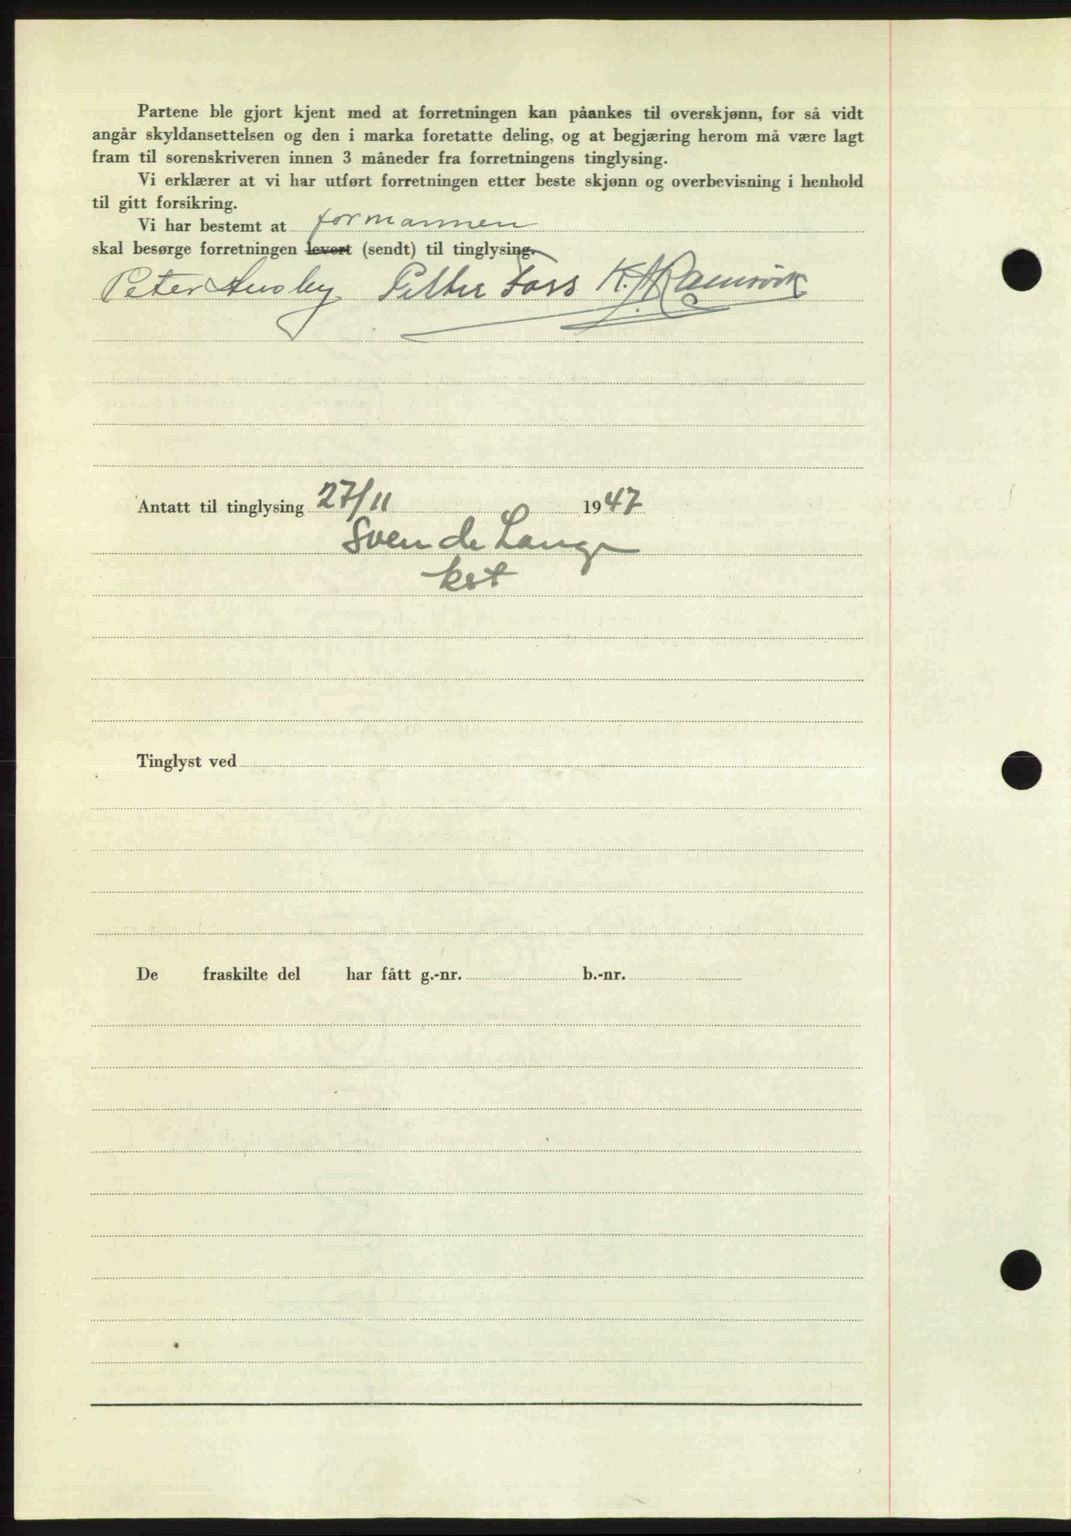 Partene ble gjort kjent med at forretningen kan påankes til overskjønn, for så vidt
angår skyldansettelsen og den i marka foretatte deling, og at begjæring herom må være lagt
fram til sorenskriveren innen 3 måneder fra forretningens tinglysing.
Vi erklærer at vi har utført forretningen etter beste skjønn og overbevisning i henhold
til gitt forsikring.
Vi har bestemt at formannen
skal besørge forretningen levert (sendt) til tinglysing.
Peter Petter Foss K.
Antatt til tinglysing 27/11 1947
Sven de Lange
kst
Tinglyst ved
De fraskilte del har fått g.-nr. b.-nr.